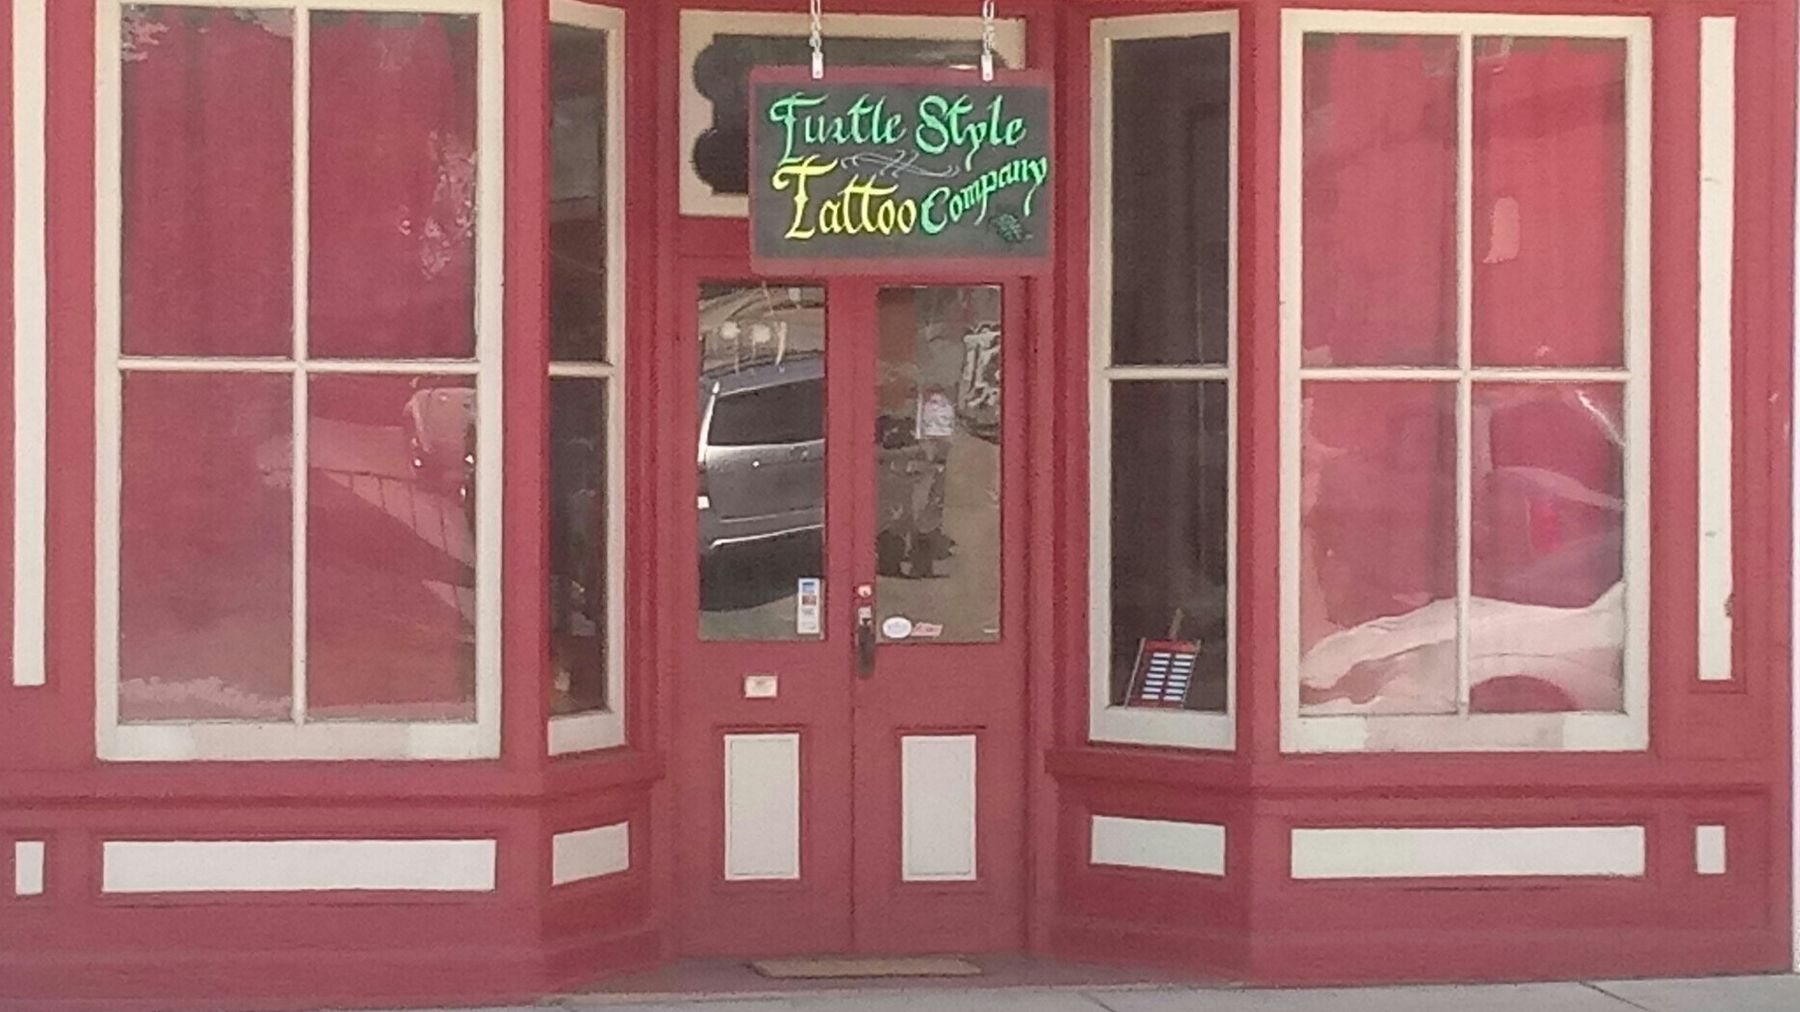 Turtle Style
Tattoo Company